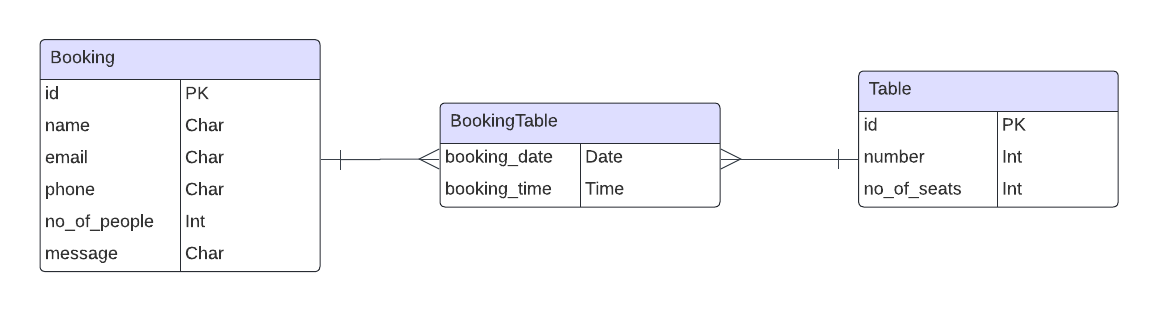 Booking
id PK
name Char
email Char
phone Char
no_of_people Int
message Char
BookingTable
booking_date Date
booking_time Time
Table
id PK
number Int
no_of_seats Int